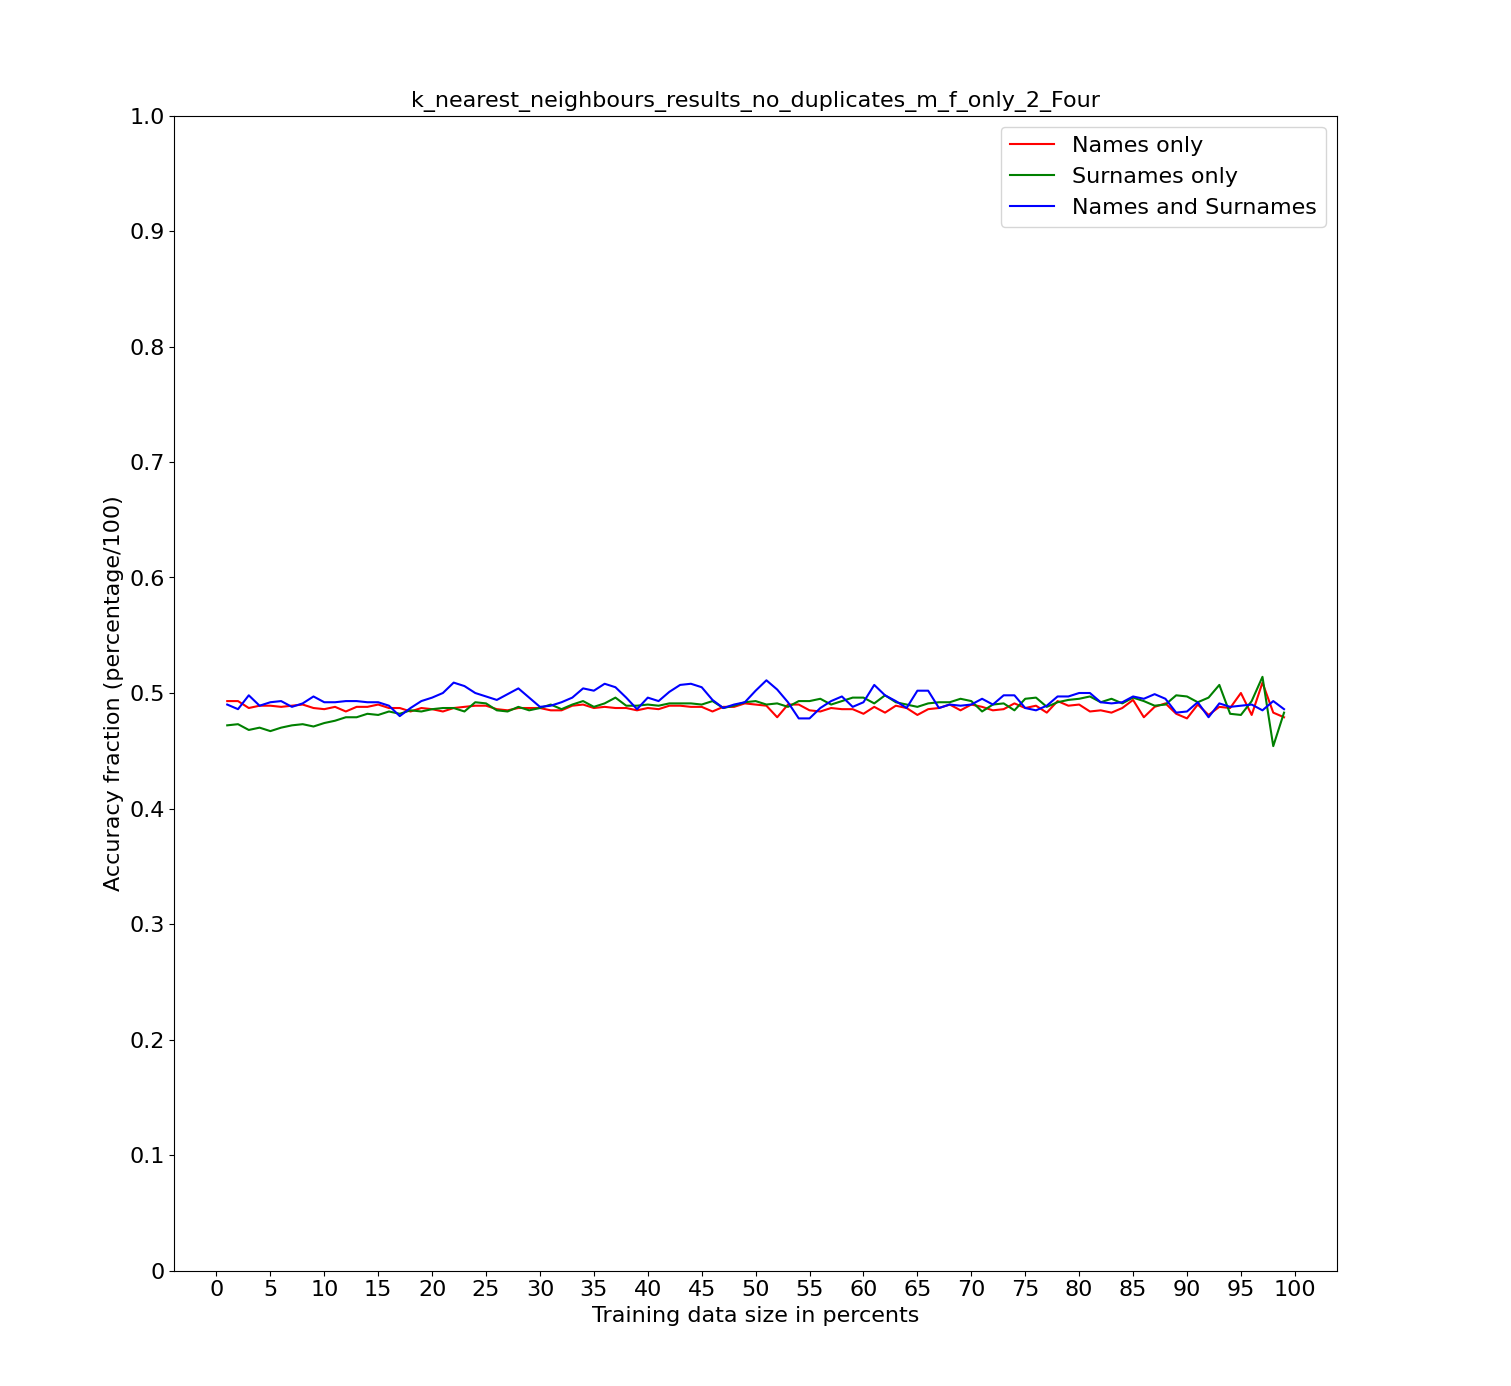 k_nearest_neighbours_results_no_duplicates_m_f_only_2_Four
Names only
Surnames only
Names and Surnames
1.0
0.9
0.8
0.7
0.6
0.5
0.4
0.3
0.2
0.1
0
Accuracy fraction (percentage/100)
0 5 10 15 20 25 30 35 40 45 50 55 60 65 70 75 80 85 90 95 100
Training data size in percents